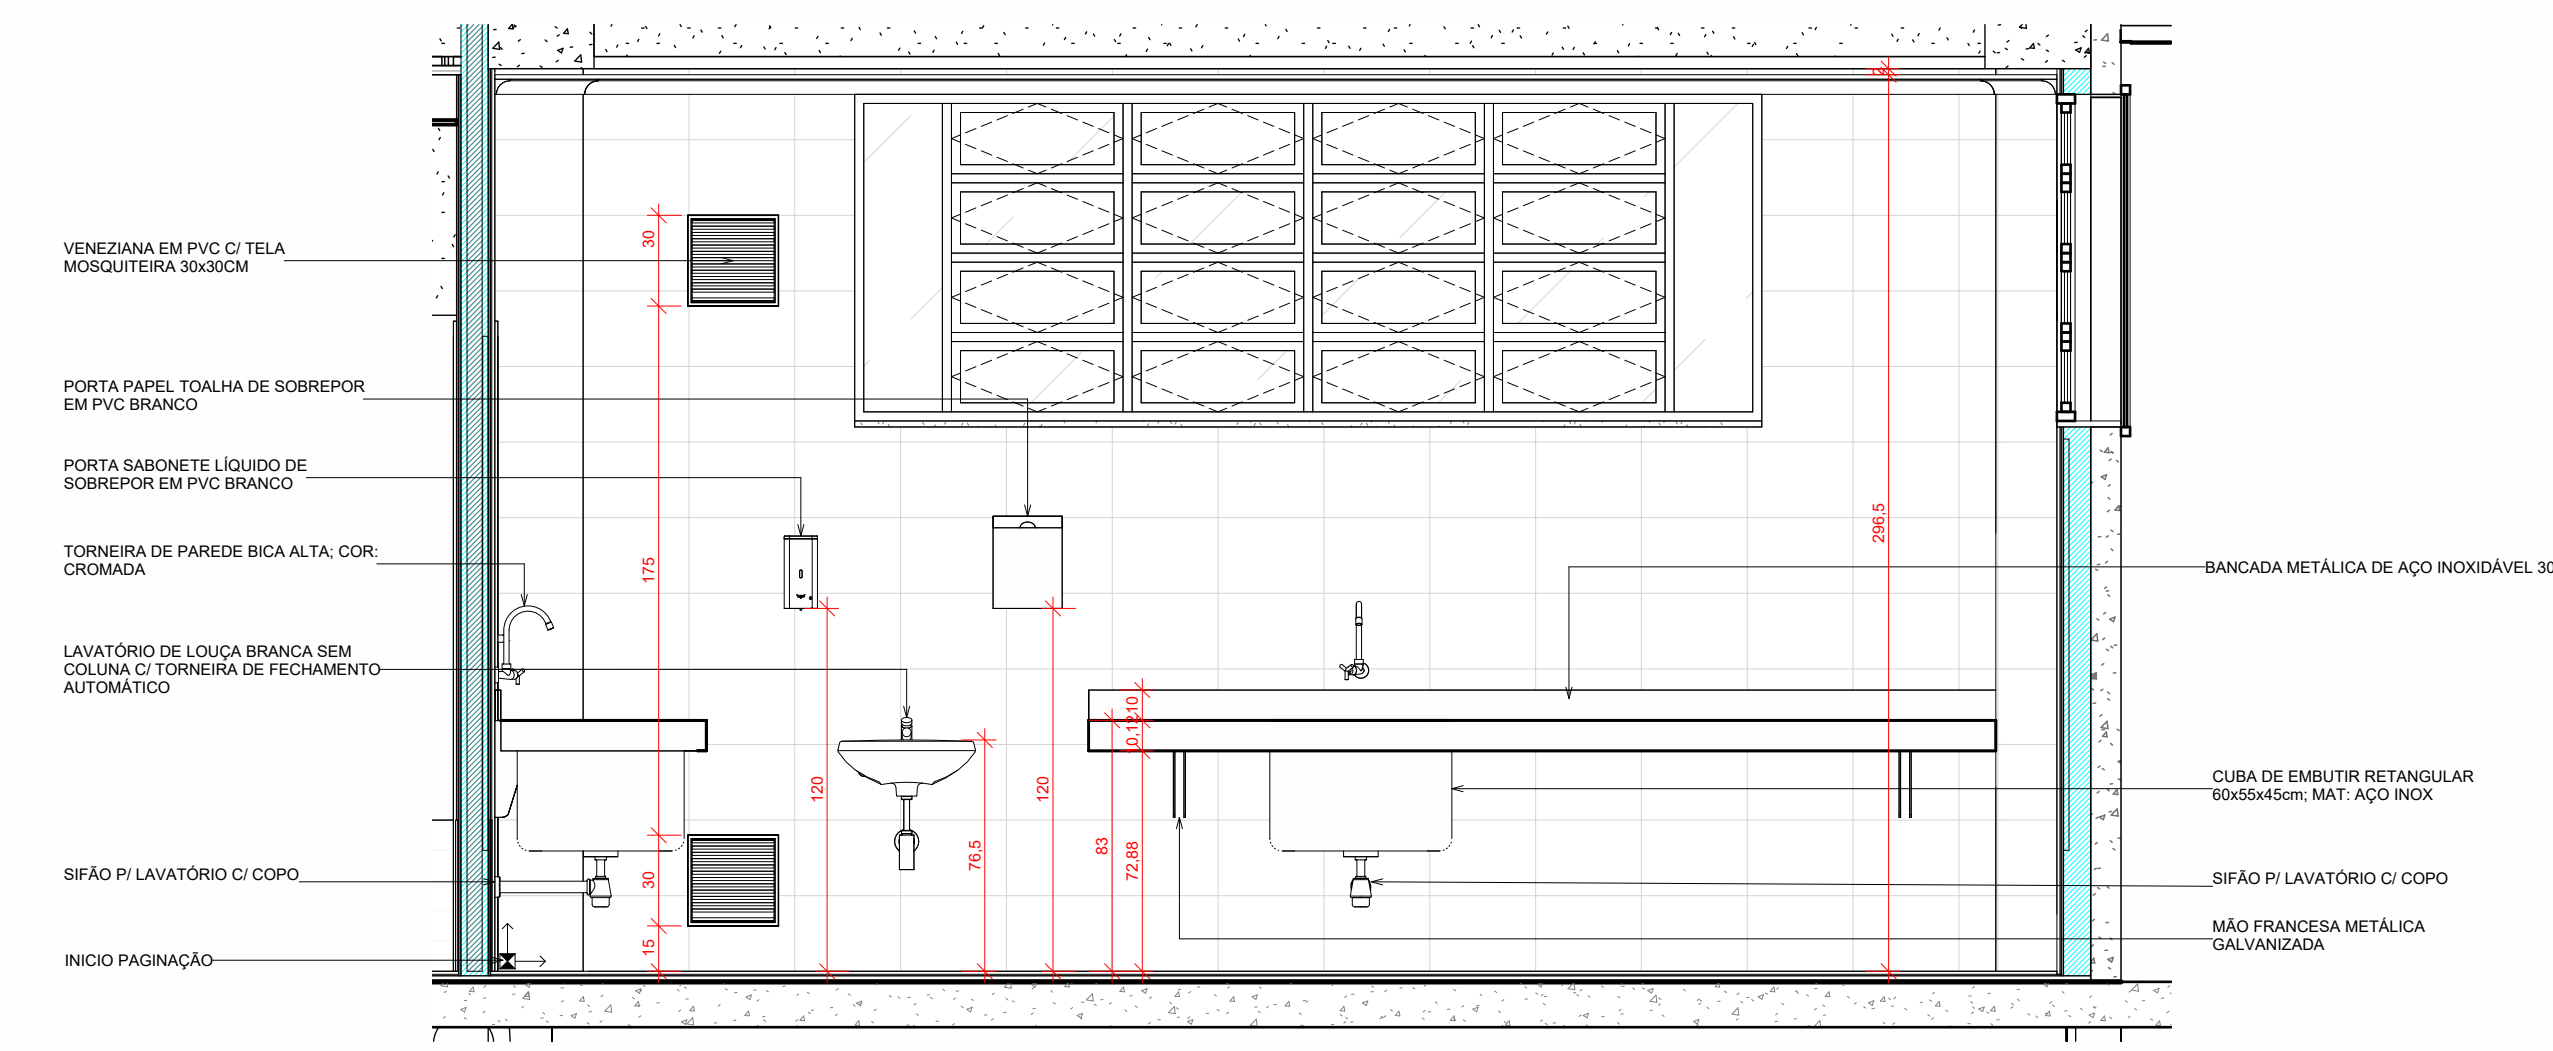 VENEZIANA EM PVC C/ TELA
MOSQUITEIRA 30x30CM
PORTA PAPEL TOALHA DE SOBREPOR
EM PVC BRANCO
PORTA SABONETE LÍQUIDO DE
SOBREPOR EM PVC BRANCO
TORNEIRA DE PAREDE BICA ALTA; COR:
CROMADA
LAVATÓRIO DE LOUÇA BRANCA SEM
COLUNA C/ TORNEIRA DE FECHAMENTO
AUTOMÁTICO
SIFÃO P/ LAVATÓRIO C/ COPO
INICIO PAGINAÇÃO
30
175
30
15
120
76,5
120
83
10
10,12
72,88
296,5
BANCADA METÁLICA DE AÇO INOXIDÁVEL 30
CUBA DE EMBUTIR RETANGULAR
60x55x45cm; MAT: AÇO INOX
SIFÃO P/ LAVATÓRIO C/ COPO
MÃO FRANCESA METÁLICA
GALVANIZADA